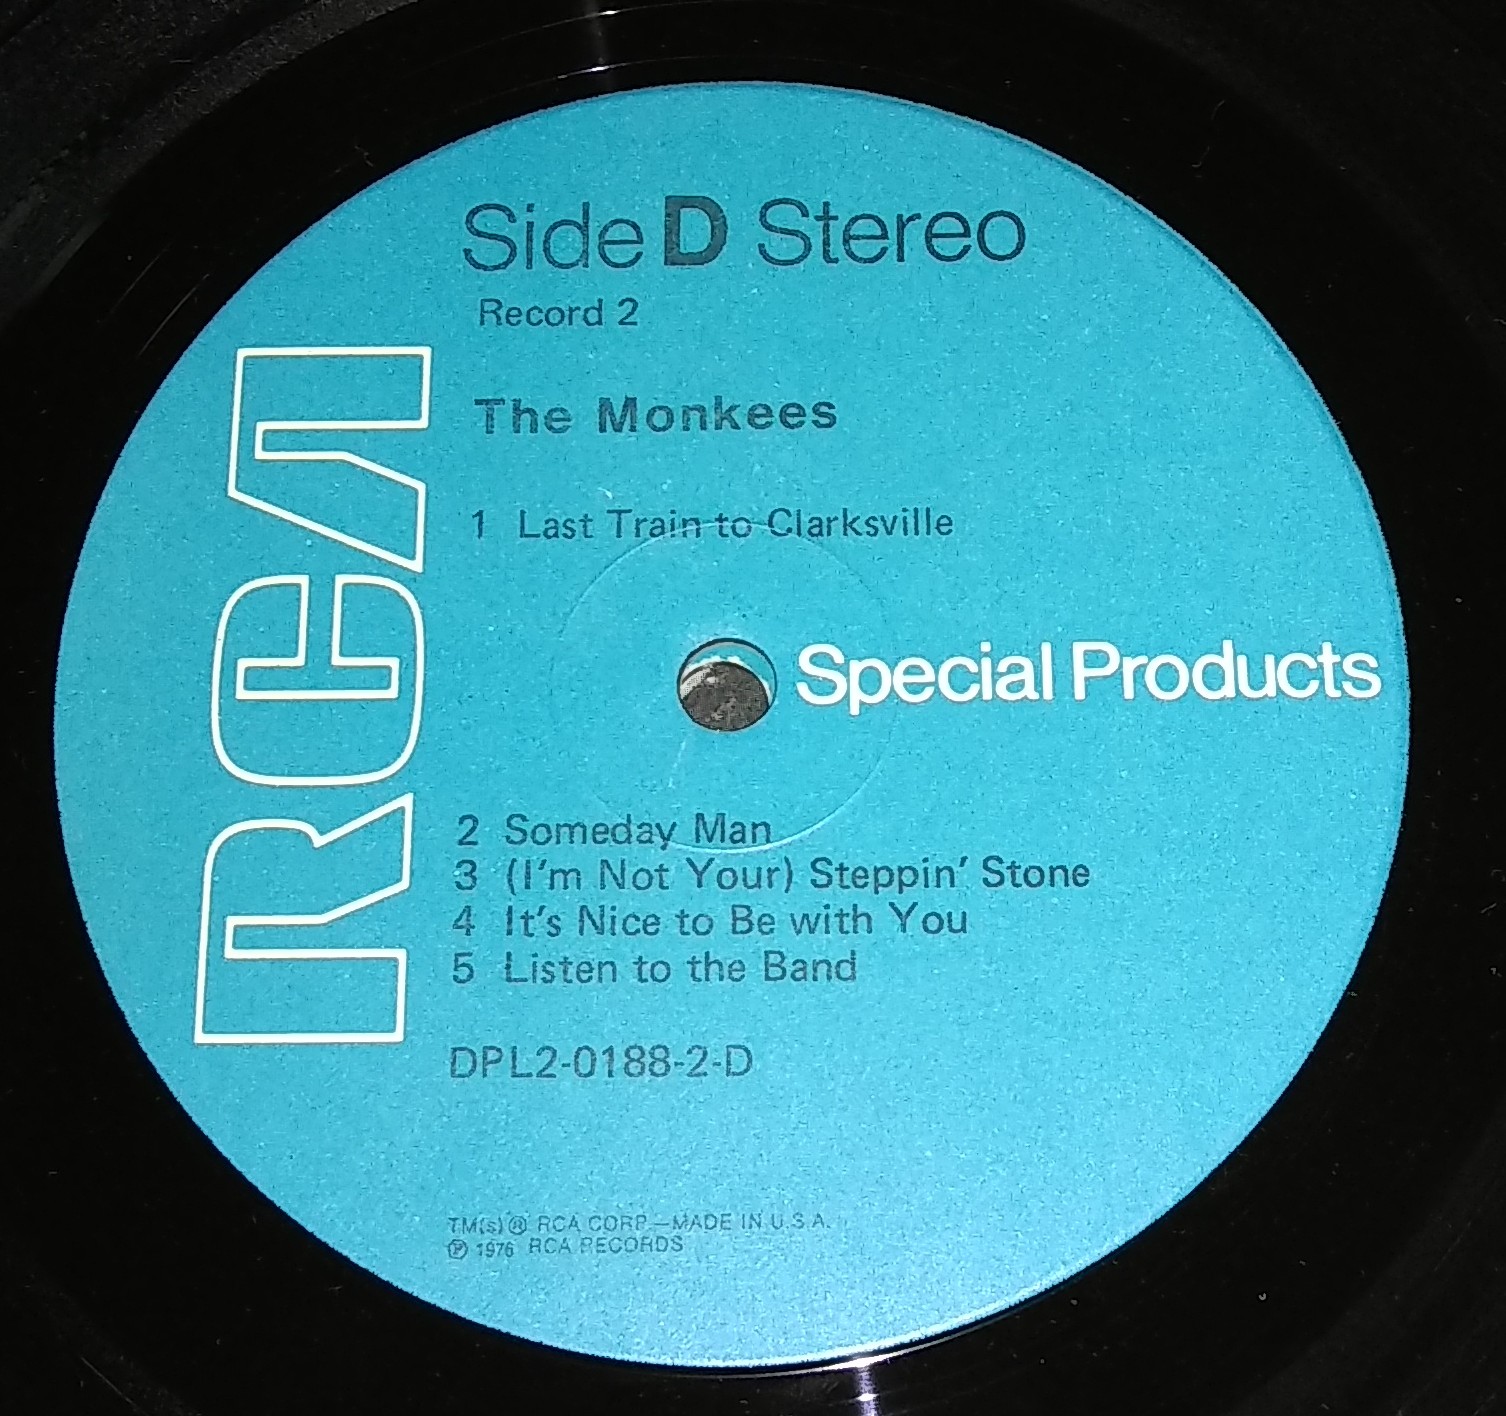 Side D Stereo
Record 2
The Monkees
1 Last Train to Clarksville
RCA
Special Products
2 Someday Man
3 (I'm Not Your) Steppin' Stone
4 It's Nice to Be with You
5 Listen to the Band
DPL2-0188-2-D
TM(s)® RCA CORP.—MADE IN U.S.A.
℗ 1976 RCA RECORDS